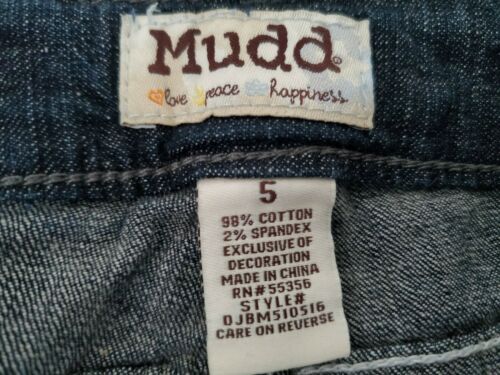 Mudd®
love peace happiness
5
98% COTTON
2% SPANDEX
EXCLUSIVE OF
DECORATION
MADE IN CHINA
RN#55356
STYLE#
DJBM510516
CARE ON REVERSE